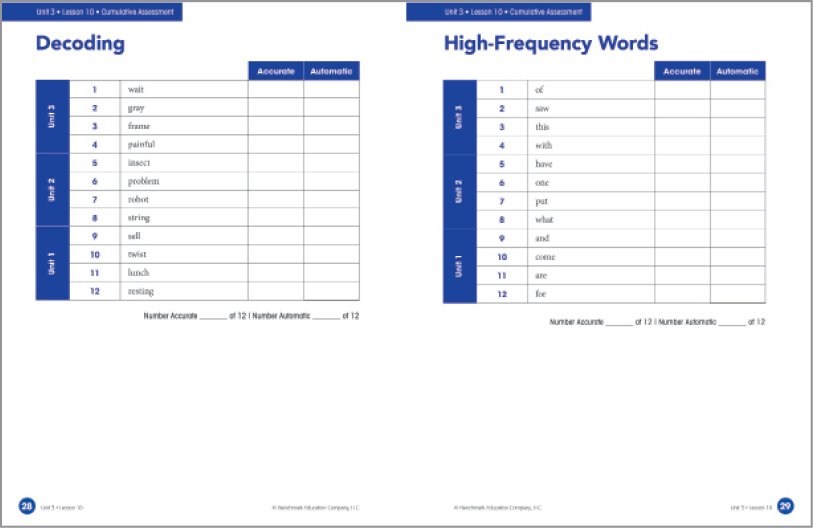 Unit 3 • Lesson 10 • Cumulative Assessment
Decoding
Accurate Automatic
Unit 3
1 wait
2 gray
3 frame
4 painful
Unit 2
5 insect
6 problem
7 robot
8 string
Unit 1
9 sell
10 twist
11 lunch
12 resting
Number Accurate ______ of 12 | Number Automatic ______ of 12
28 Unit 3 • Lesson 10
© Benchmark Education Company, LLC
Unit 3 • Lesson 10 • Cumulative Assessment
High-Frequency Words
Accurate Automatic
Unit 3
1 of
2 saw
3 this
4 with
Unit 2
5 have
6 one
7 put
8 what
Unit 1
9 and
10 come
11 are
12 for
Number Accurate ______ of 12 | Number Automatic ______ of 12
© Benchmark Education Company, LLC
Unit 3 • Lesson 10 29